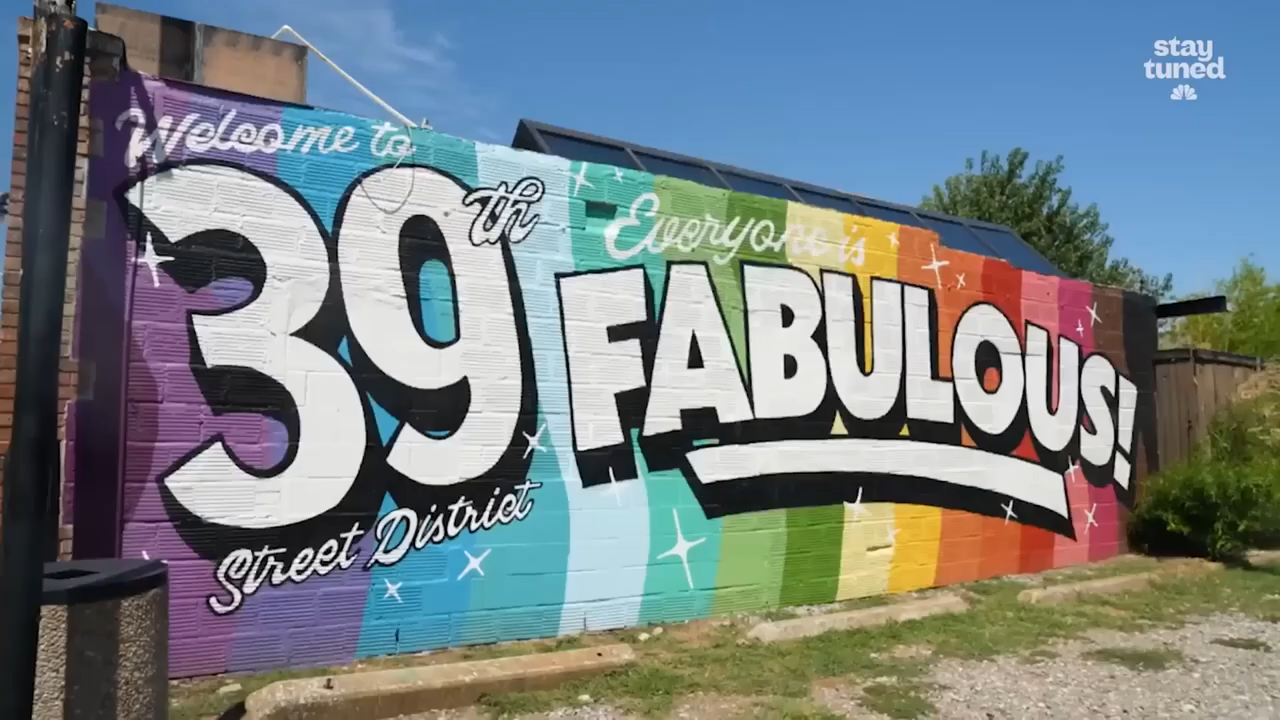 Welcome to
39th
Street District
Everyone is
FABULOUS!
stay
tuned